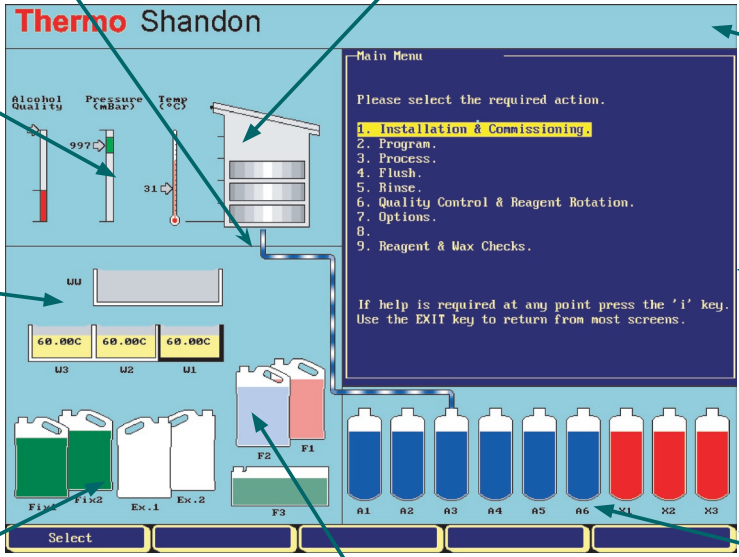 Thermo Shandon
Alcohol Quality
Pressure (mBar)
Temp (°C)
997
31
Main Menu
Please select the required action.
1. Installation & Commissioning.
2. Program.
3. Process.
4. Flush.
5. Rinse.
6. Quality Control & Reagent Rotation.
7. Options.
8.
9. Reagent & Wax Checks.
If help is required at any point press the 'i' key.
Use the EXIT key to return from most screens.
WW
60.00C 60.00C 60.00C
W3 W2 W1
F2 F1
Fix1 Fix2 Ex.1 Ex.2
F3
A1 A2 A3 A4 A5 A6 X1 X2 X3
Select